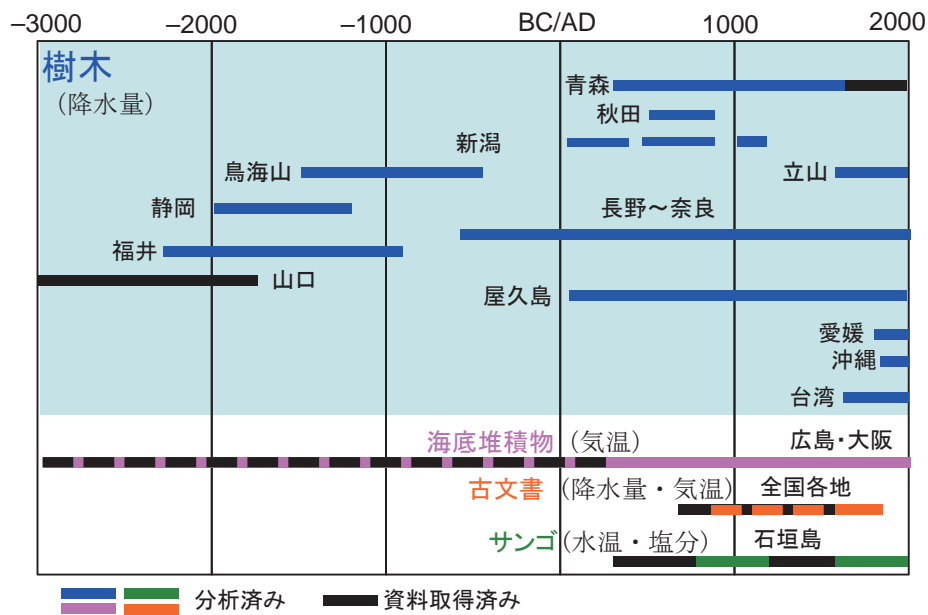 –3000 –2000 –1000 BC/AD 1000 2000
樹木
(降水量)
青森
秋田
新潟
鳥海山
立山
静岡
長野〜奈良
福井
山口
屋久島
愛媛
沖縄
台湾
海底堆積物 (気温) 広島・大阪
古文書 (降水量・気温) 全国各地
サンゴ (水温・塩分) 石垣島
分析済み 資料取得済み